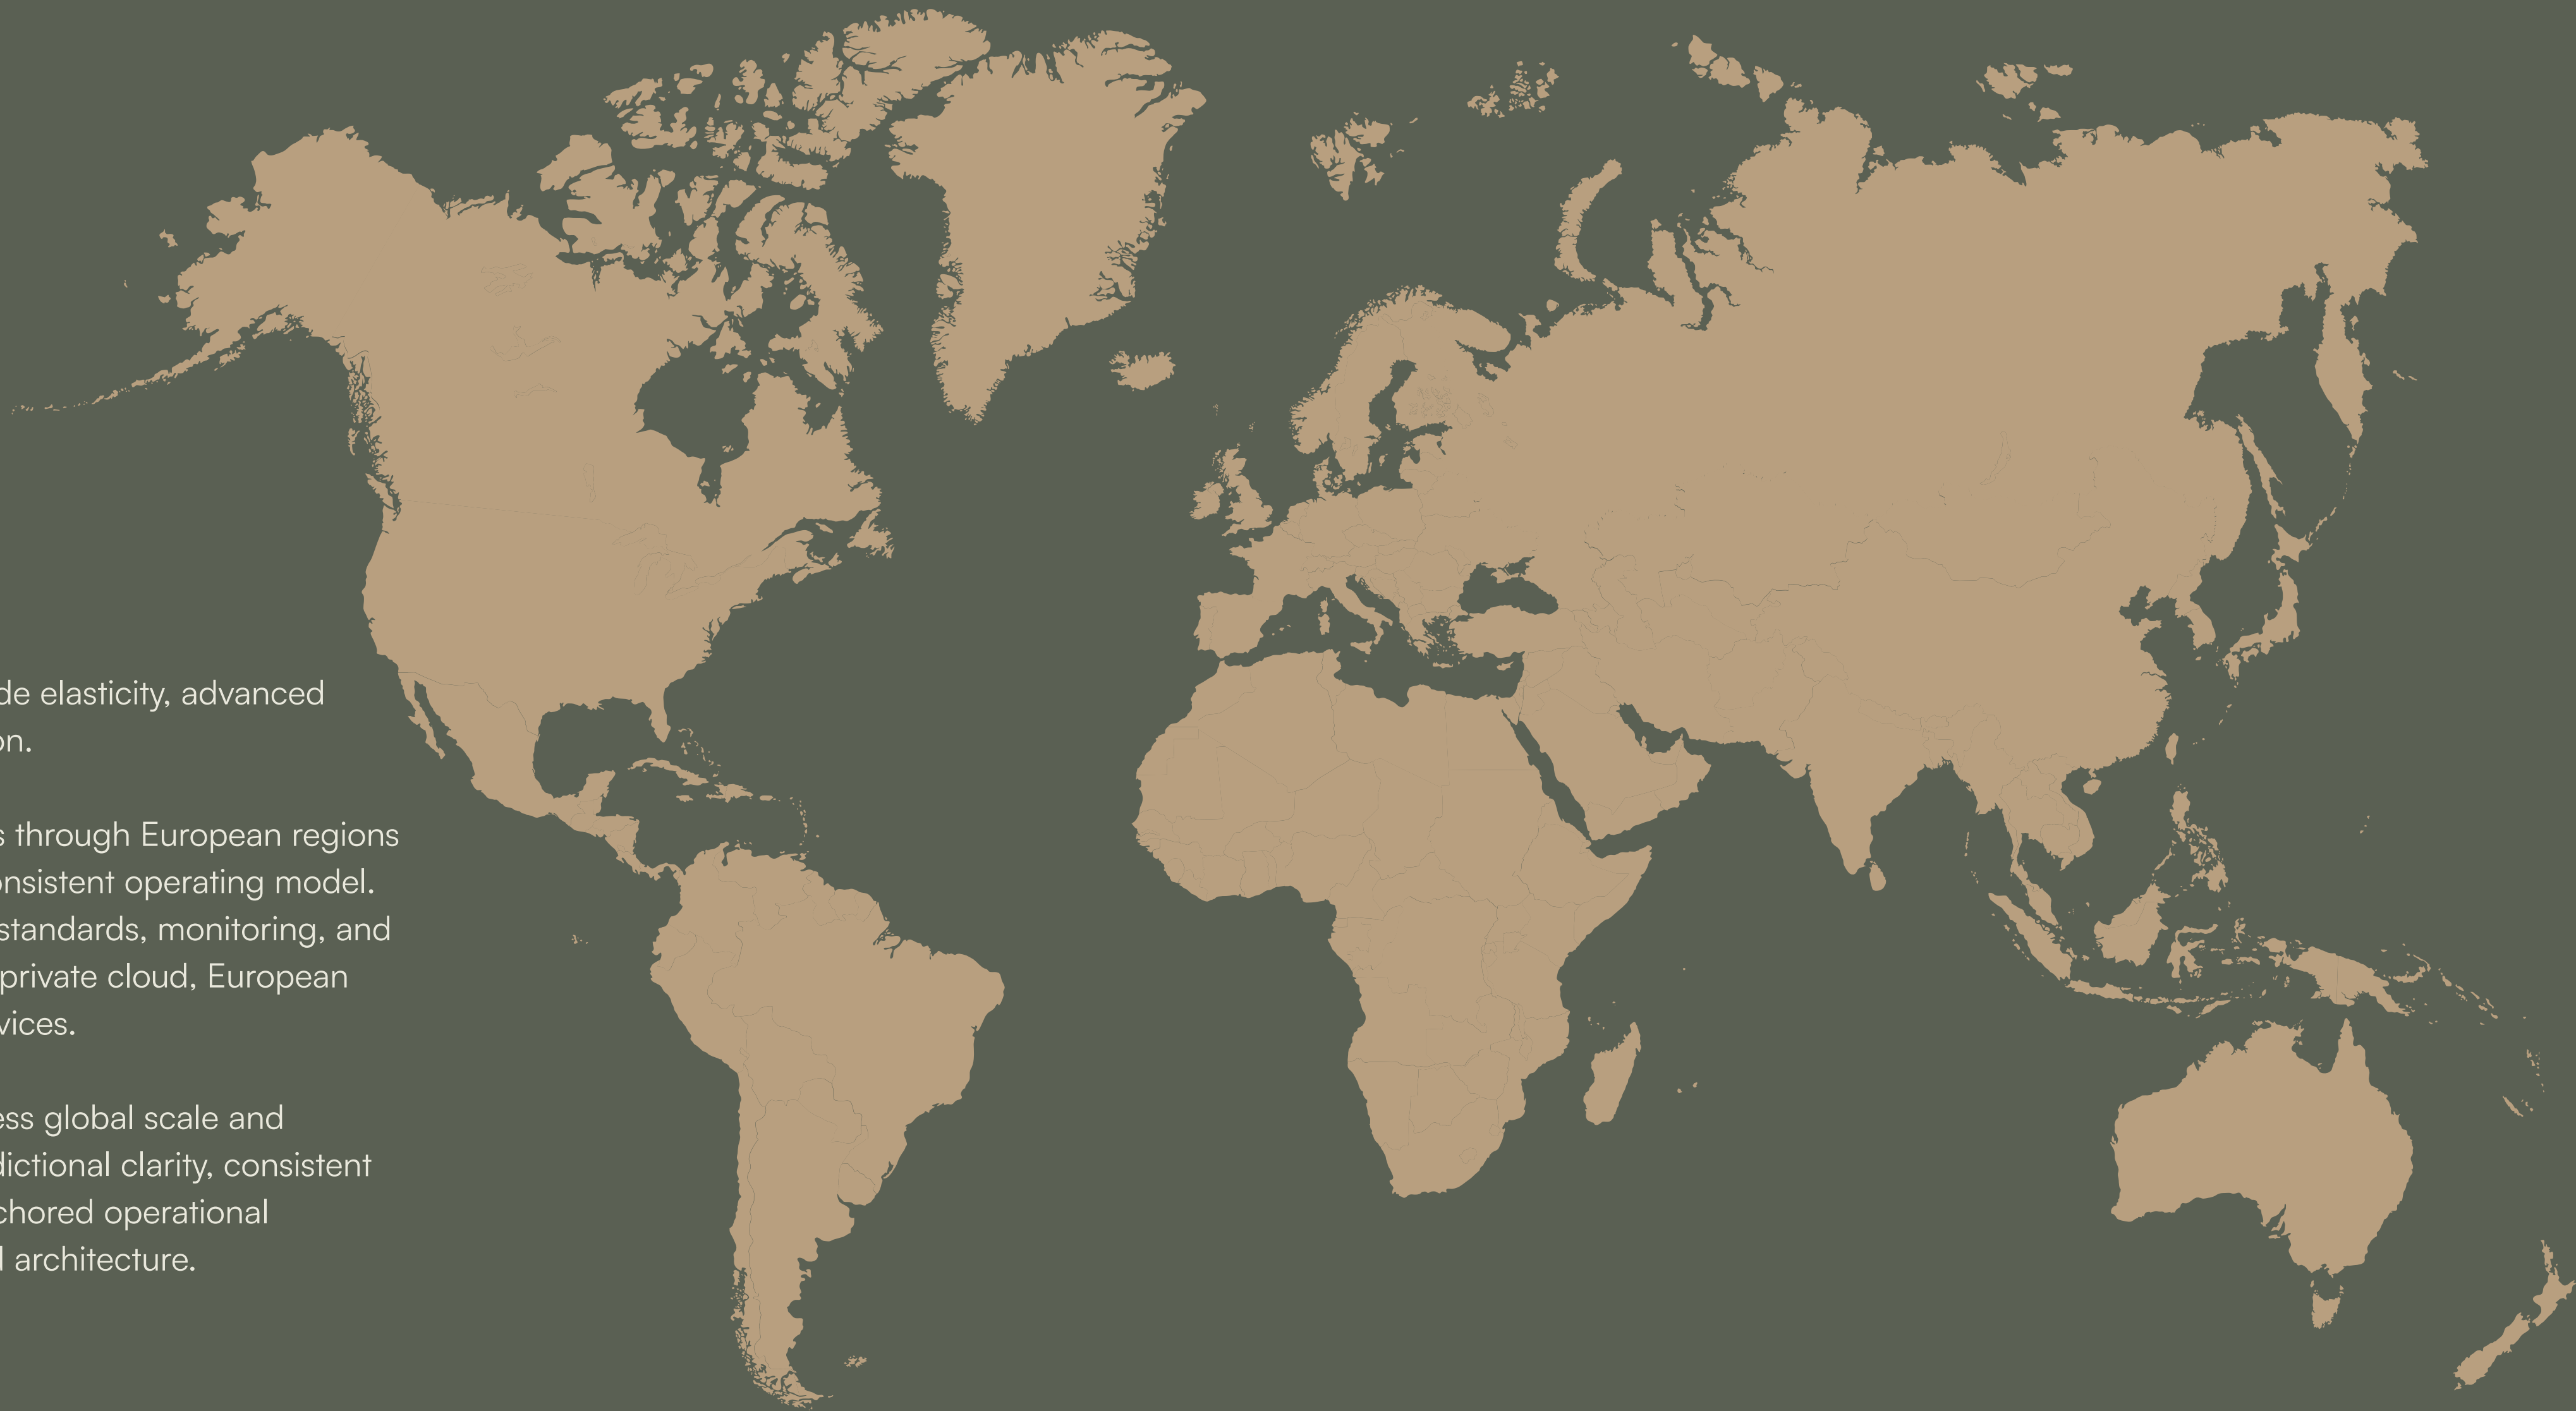 de elasticity, advanced
on.
s through European regions
onsistent operating model.
standards, monitoring, and
private cloud, European
vices.
ess global scale and
dictional clarity, consistent
chored operational
architecture.